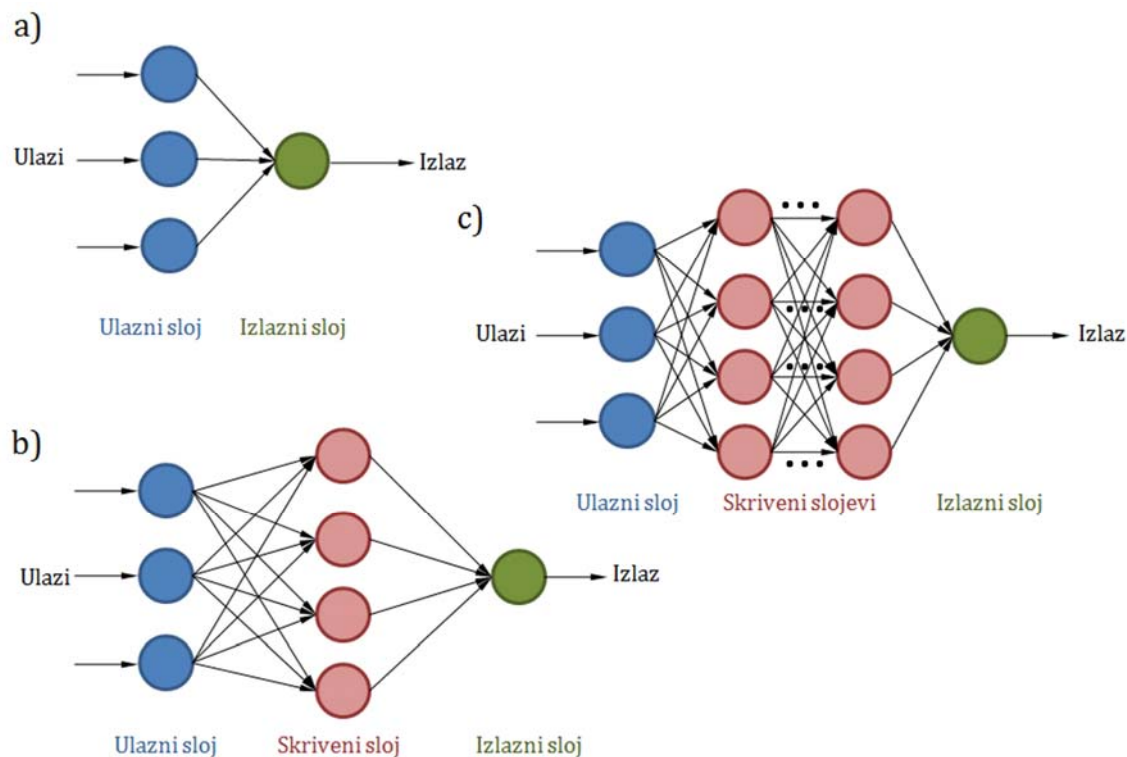 a)
Ulazi
Izlaz
Ulazni sloj
Izlazni sloj
b)
Ulazi
Izlaz
Ulazni sloj
Skriveni sloj
Izlazni sloj
c)
Ulazi
Izlaz
Ulazni sloj
Skriveni slojevi
Izlazni sloj